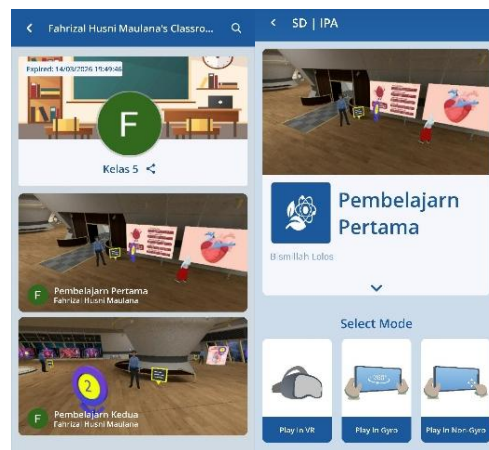 Fahrizal Husni Maulana's Classro...
Expired: 14/03/2026 19:49:46
F
Kelas 5
F
Pembelajarn Pertama
Fahrizal Husni Maulana
2
F
Pembelajarn Kedua
Fahrizal Husni Maulana
SD | IPA
Pembelajarn
Pertama
Bismillah Lolos
Select Mode
360°
Play in VR
Play in Gyro
Play in Non-Gyro